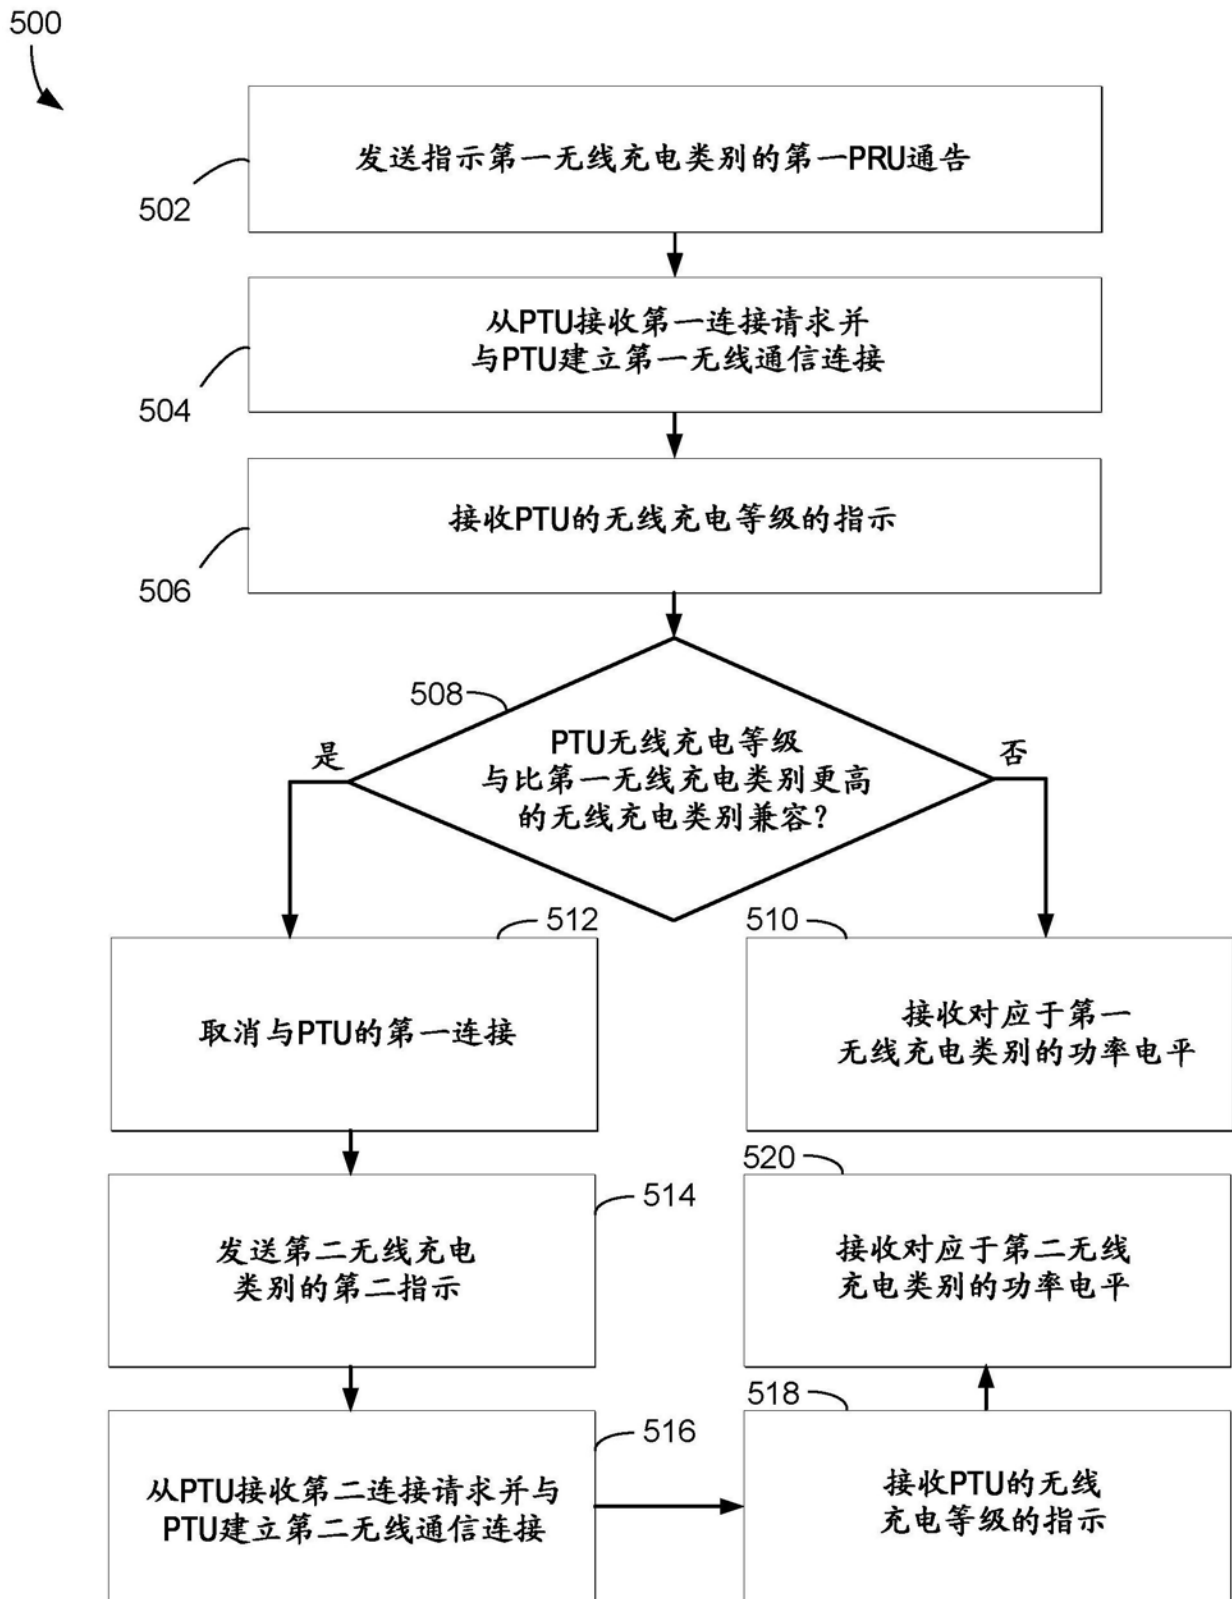 500
发送指示第一无线充电类别的第一PRU通告
502
从PTU接收第一连接请求并
与PTU建立第一无线通信连接
504
接收PTU的无线充电等级的指示
506
508
PTU无线充电等级
与比第一无线充电类别更高
的无线充电类别兼容?
是
否
512
取消与PTU的第一连接
510
接收对应于第一
无线充电类别的功率电平
514
发送第二无线充电
类别的第二指示
520
接收对应于第二无线
充电类别的功率电平
516
从PTU接收第二连接请求并与
PTU建立第二无线通信连接
518
接收PTU的无线
充电等级的指示